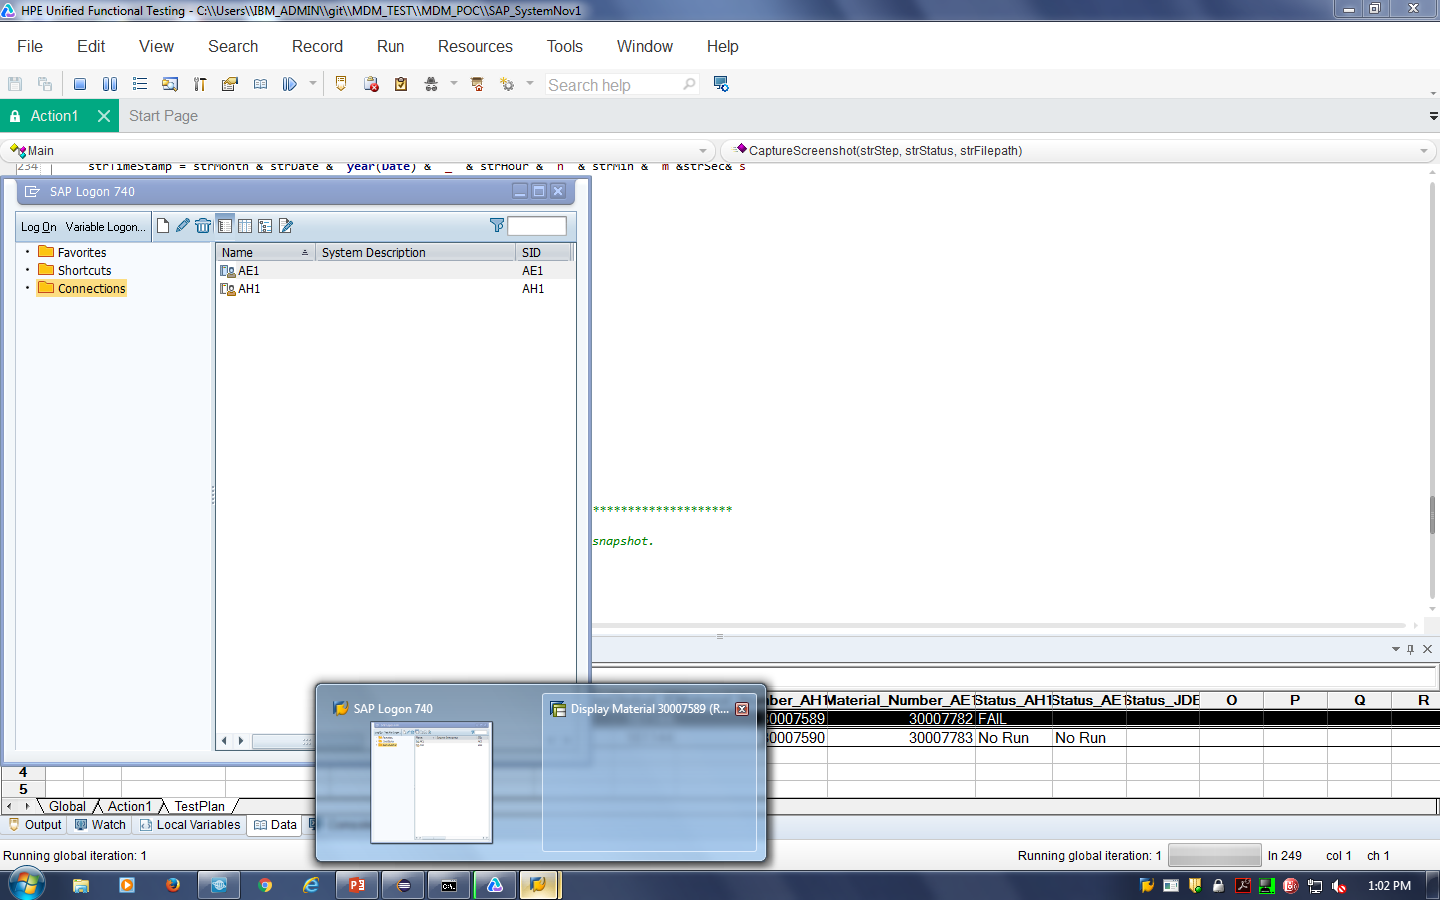 HPE Unified Functional Testing - C:\\Users\\IBM_ADMIN\\git\\MDM_TEST\\MDM_POC\\SAP_SystemNov1
File Edit View Search Record Run Resources Tools Window Help
Search help
Action1 Start Page
Main CaptureScreenshot(strStep, strStatus, strFilepath)
234 strTimeStamp = strMonth & strDate & year(Date) & _ & strHour & n & strMin & m &strSec& s
SAP Logon 740
Log On Variable Logon...
Favorites
Shortcuts
Connections
Name System Description SID
AE1 AE1
AH1 AH1
********************
snapshot.
SAP Logon 740
Display Material 30007589 (R...
mber_AH1 Material_Number_AE1 Status_AH1 Status_AE1 Status_JDE O P Q R
30007589 30007782 FAIL
30007590 30007783 No Run No Run
4
5
Global Action1 TestPlan
Output Watch Local Variables Data
Running global iteration: 1 Running global iteration: 1 ln 249 col 1 ch 1
1:02 PM